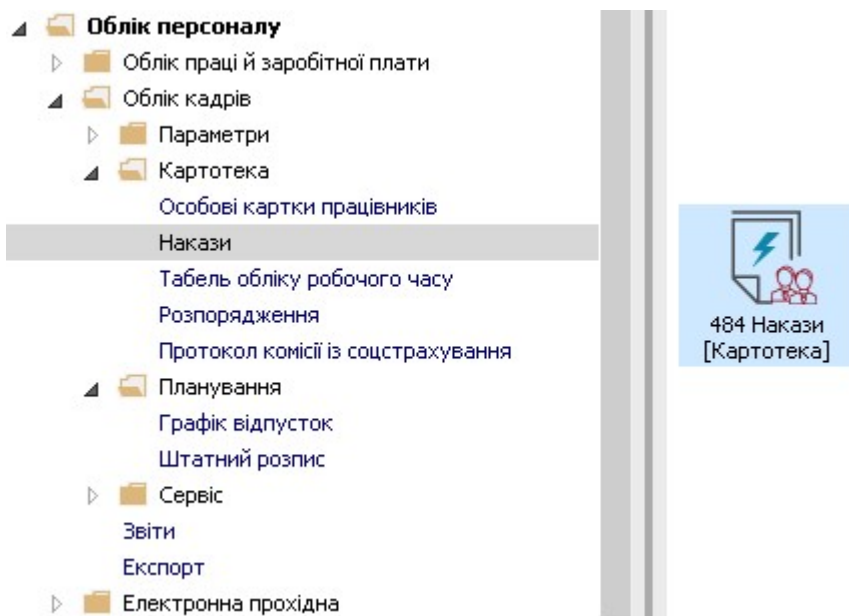 Облік персоналу
Облік праці й заробітної плати
Облік кадрів
Параметри
Картотека
Особові картки працівників
Накази
Табель обліку робочого часу
Розпорядження
Протокол комісії із соцстрахування
Планування
Графік відпусток
Штатний розпис
Сервіс
Звіти
Експорт
Електронна прохідна
484 Накази
[Картотека]